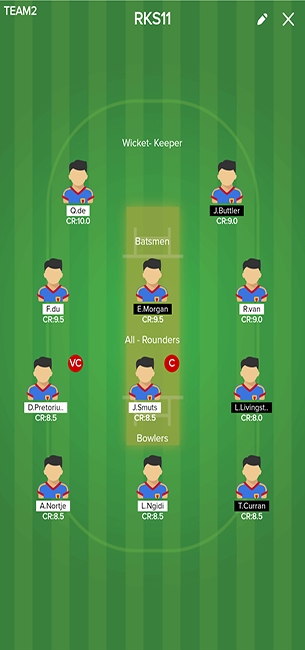 TEAM2
RKS11
Wicket- Keeper
Q.de
CR:10.0
J.Buttler
CR:9.0
Batsmen
F.du
CR:9.5
E.Morgan
CR:9.5
R.van
CR:9.0
All - Rounders
VC
D.Pretoriu..
CR:8.5
C
J.Smuts
CR:8.5
L.Livingst..
CR:8.0
Bowlers
A.Nortje
CR:8.5
L.Ngidi
CR:8.5
T.Curran
CR:8.5